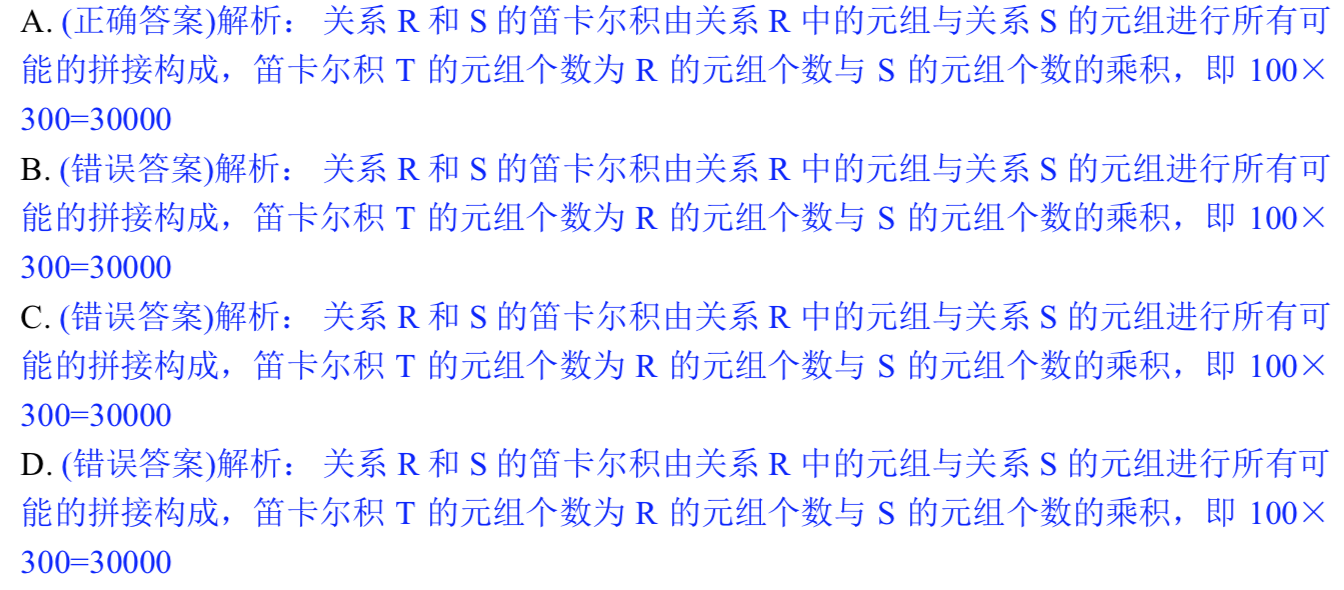 A. (正确答案)解析： 关系 R 和 S 的笛卡尔积由关系 R 中的元组与关系 S 的元组进行所有可
能的拼接构成，笛卡尔积 T 的元组个数为 R 的元组个数与 S 的元组个数的乘积，即 100×
300=30000
B. (错误答案)解析： 关系 R 和 S 的笛卡尔积由关系 R 中的元组与关系 S 的元组进行所有可
能的拼接构成，笛卡尔积 T 的元组个数为 R 的元组个数与 S 的元组个数的乘积，即 100×
300=30000
C. (错误答案)解析： 关系 R 和 S 的笛卡尔积由关系 R 中的元组与关系 S 的元组进行所有可
能的拼接构成，笛卡尔积 T 的元组个数为 R 的元组个数与 S 的元组个数的乘积，即 100×
300=30000
D. (错误答案)解析： 关系 R 和 S 的笛卡尔积由关系 R 中的元组与关系 S 的元组进行所有可
能的拼接构成，笛卡尔积 T 的元组个数为 R 的元组个数与 S 的元组个数的乘积，即 100×
300=30000